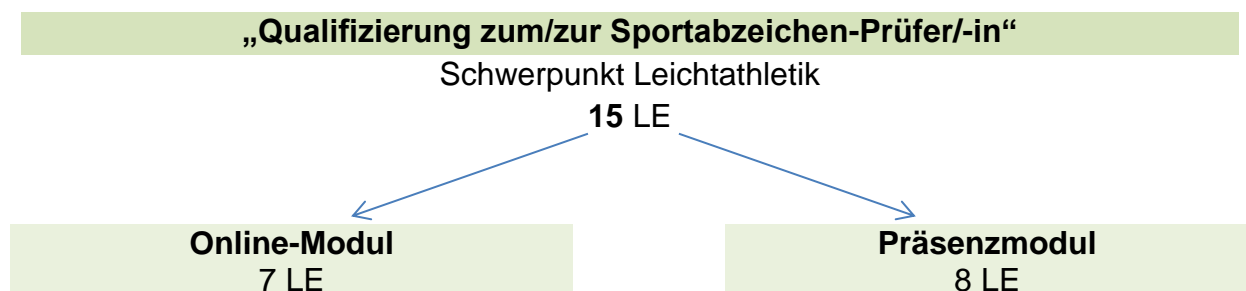 „Qualifizierung zum/zur Sportabzeichen-Prüfer/-in“
Schwerpunkt Leichtathletik
15 LE
Online-Modul
7 LE
Präsenzmodul
8 LE